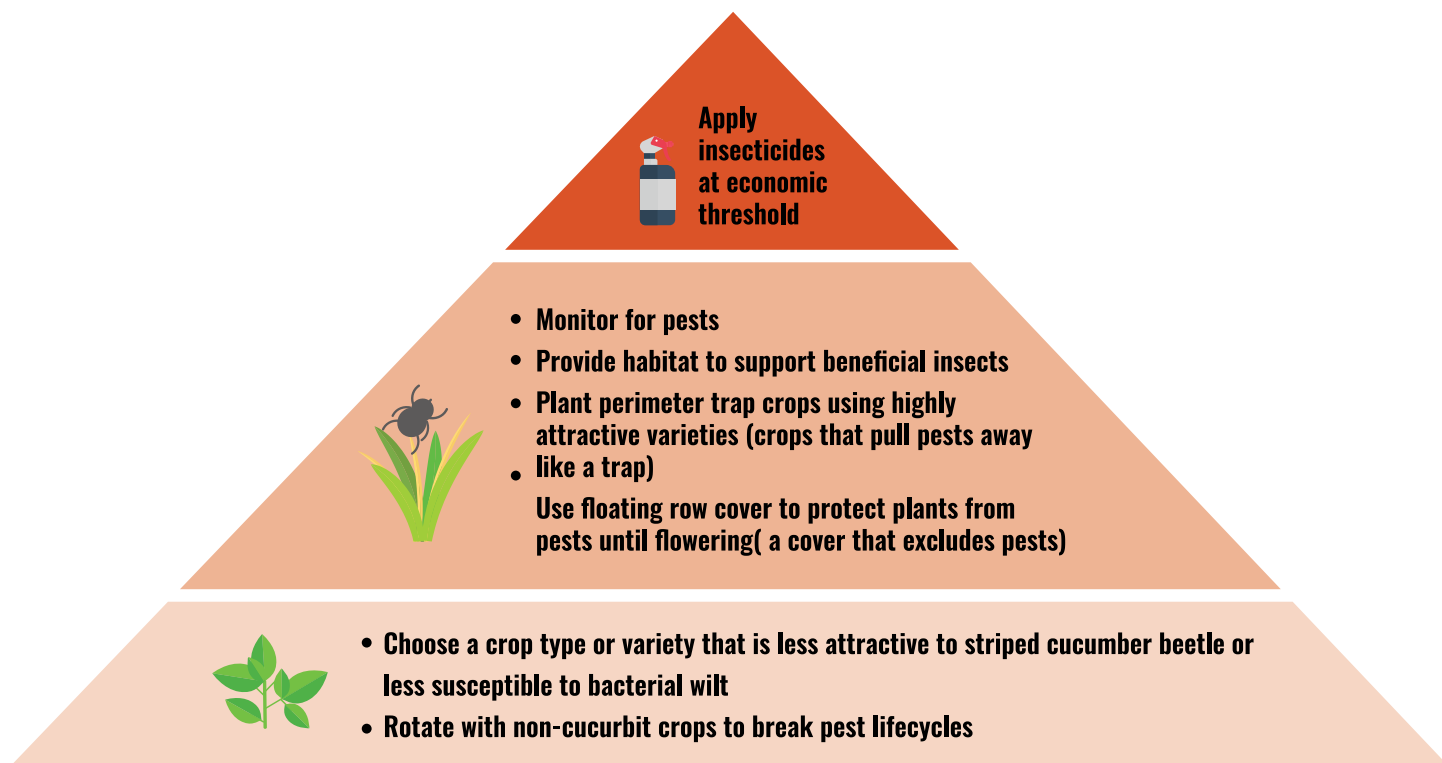 Apply
insecticides
at economic
threshold
• Monitor for pests
• Provide habitat to support beneficial insects
• Plant perimeter trap crops using highly
attractive varieties (crops that pull pests away
• like a trap)
Use floating row cover to protect plants from
pests until flowering( a cover that excludes pests)
• Choose a crop type or variety that is less attractive to striped cucumber beetle or
less susceptible to bacterial wilt
• Rotate with non-cucurbit crops to break pest lifecycles